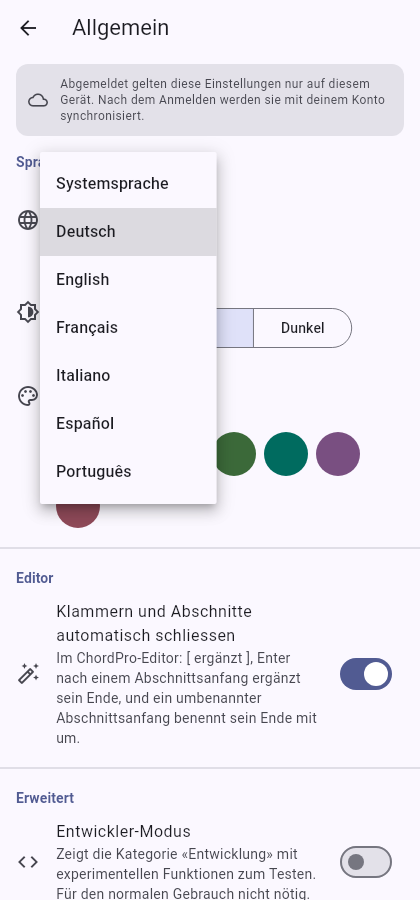 Allgemein
Abgemeldet gelten diese Einstellungen nur auf diesem
Gerät. Nach dem Anmelden werden sie mit deinem Konto
synchronisiert.
Systemsprache
Deutsch
English
Français
Italiano
Español
Português
Dunkel
Editor
Klammern und Abschnitte
automatisch schliessen
Im ChordPro-Editor: [ ergänzt ], Enter
nach einem Abschnittsanfang ergänzt
sein Ende, und ein umbenannter
Abschnittsanfang benennt sein Ende mit
um.
Erweitert
Entwickler-Modus
Zeigt die Kategorie «Entwicklung» mit
experimentellen Funktionen zum Testen.
Für den normalen Gebrauch nicht nötig.